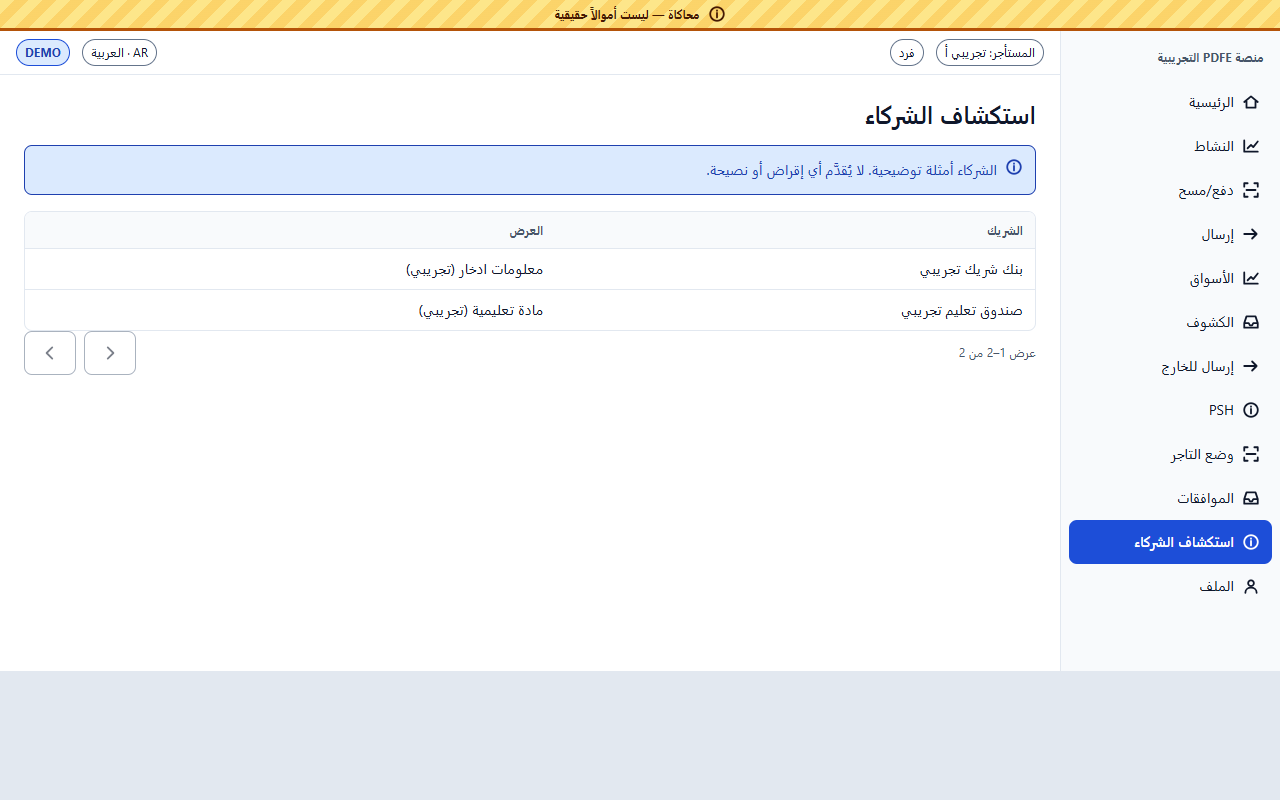 محاكاة — ليست أموالاً حقيقية
منصة PDFE التجريبية
الرئيسية
النشاط
دفع/مسح
إرسال
الأسواق
الكشوف
إرسال للخارج
PSH
وضع التاجر
الموافقات
استكشاف الشركاء
الملف
المستأجر: تجريبي أ
فرد
AR · العربية
DEMO
استكشاف الشركاء
الشركاء أمثلة توضيحية. لا يُقدَّم أي إقراض أو نصيحة.
الشريك العرض
بنك شريك تجريبي معلومات ادخار (تجريبي)
صندوق تعليم تجريبي مادة تعليمية (تجريبي)
عرض 1–2 من 2